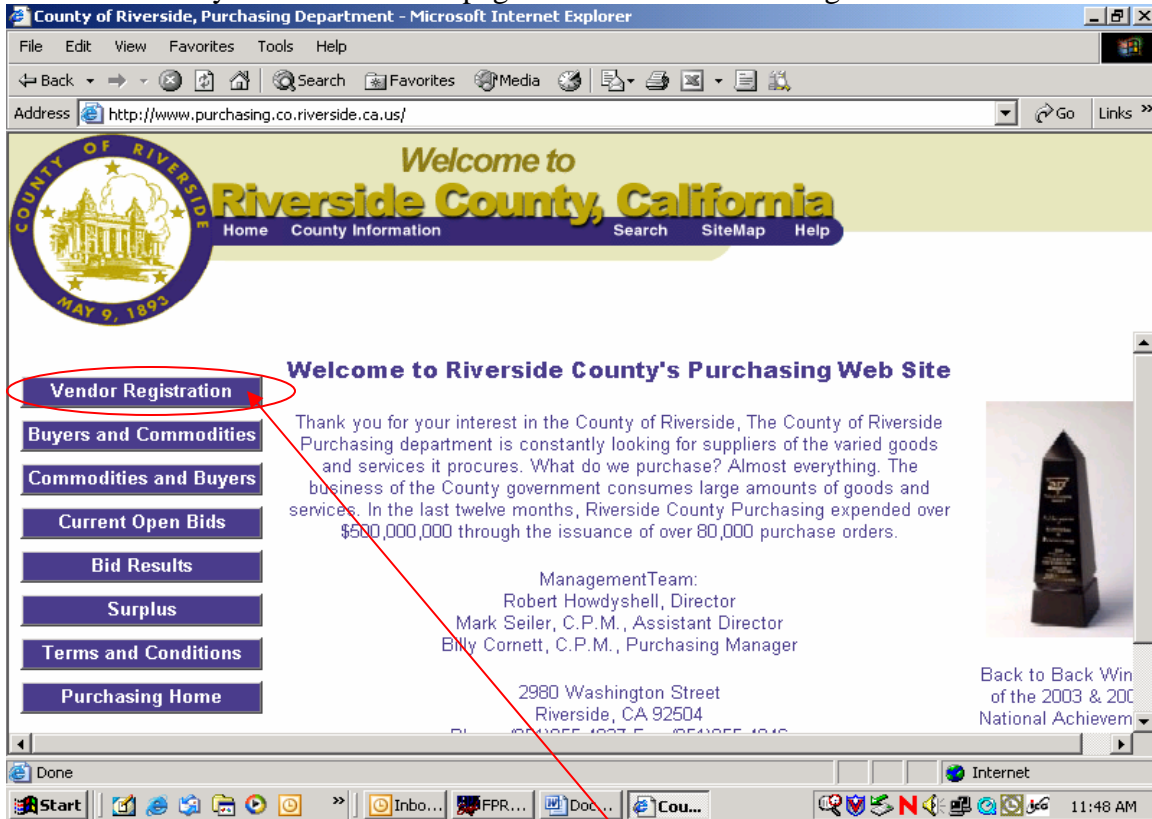 County of Riverside, Purchasing Department - Microsoft Internet Explorer
File Edit View Favorites Tools Help
Back Search Favorites Media
Address http://www.purchasing.co.riverside.ca.us/ Go Links »
COUNTY OF RIVERSIDE
MAY 9, 1893
Welcome to
Riverside County, California
Home County Information Search SiteMap Help
Vendor Registration
Buyers and Commodities
Commodities and Buyers
Current Open Bids
Bid Results
Surplus
Terms and Conditions
Purchasing Home
Welcome to Riverside County's Purchasing Web Site
Thank you for your interest in the County of Riverside, The County of Riverside
Purchasing department is constantly looking for suppliers of the varied goods
and services it procures. What do we purchase? Almost everything. The
business of the County government consumes large amounts of goods and
services. In the last twelve months, Riverside County Purchasing expended over
$500,000,000 through the issuance of over 80,000 purchase orders.
ManagementTeam:
Robert Howdyshell, Director
Mark Seiler, C.P.M., Assistant Director
Billy Cornett, C.P.M., Purchasing Manager
2980 Washington Street
Riverside, CA 92504
Back to Back Win
of the 2003 & 200
National Achievem
Done Internet
Start » Inbo... FPR... Doc... Cou... 11:48 AM